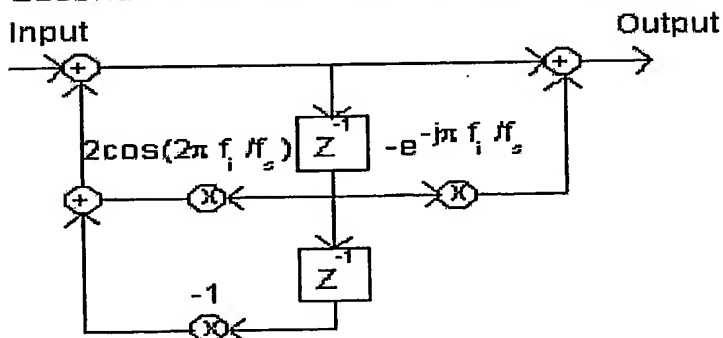 Input
Output
+
+
Z^-1
2cos(2π f_i /f_s)
-e^-jπ f_i /f_s
+
X
X
Z^-1
-1
X